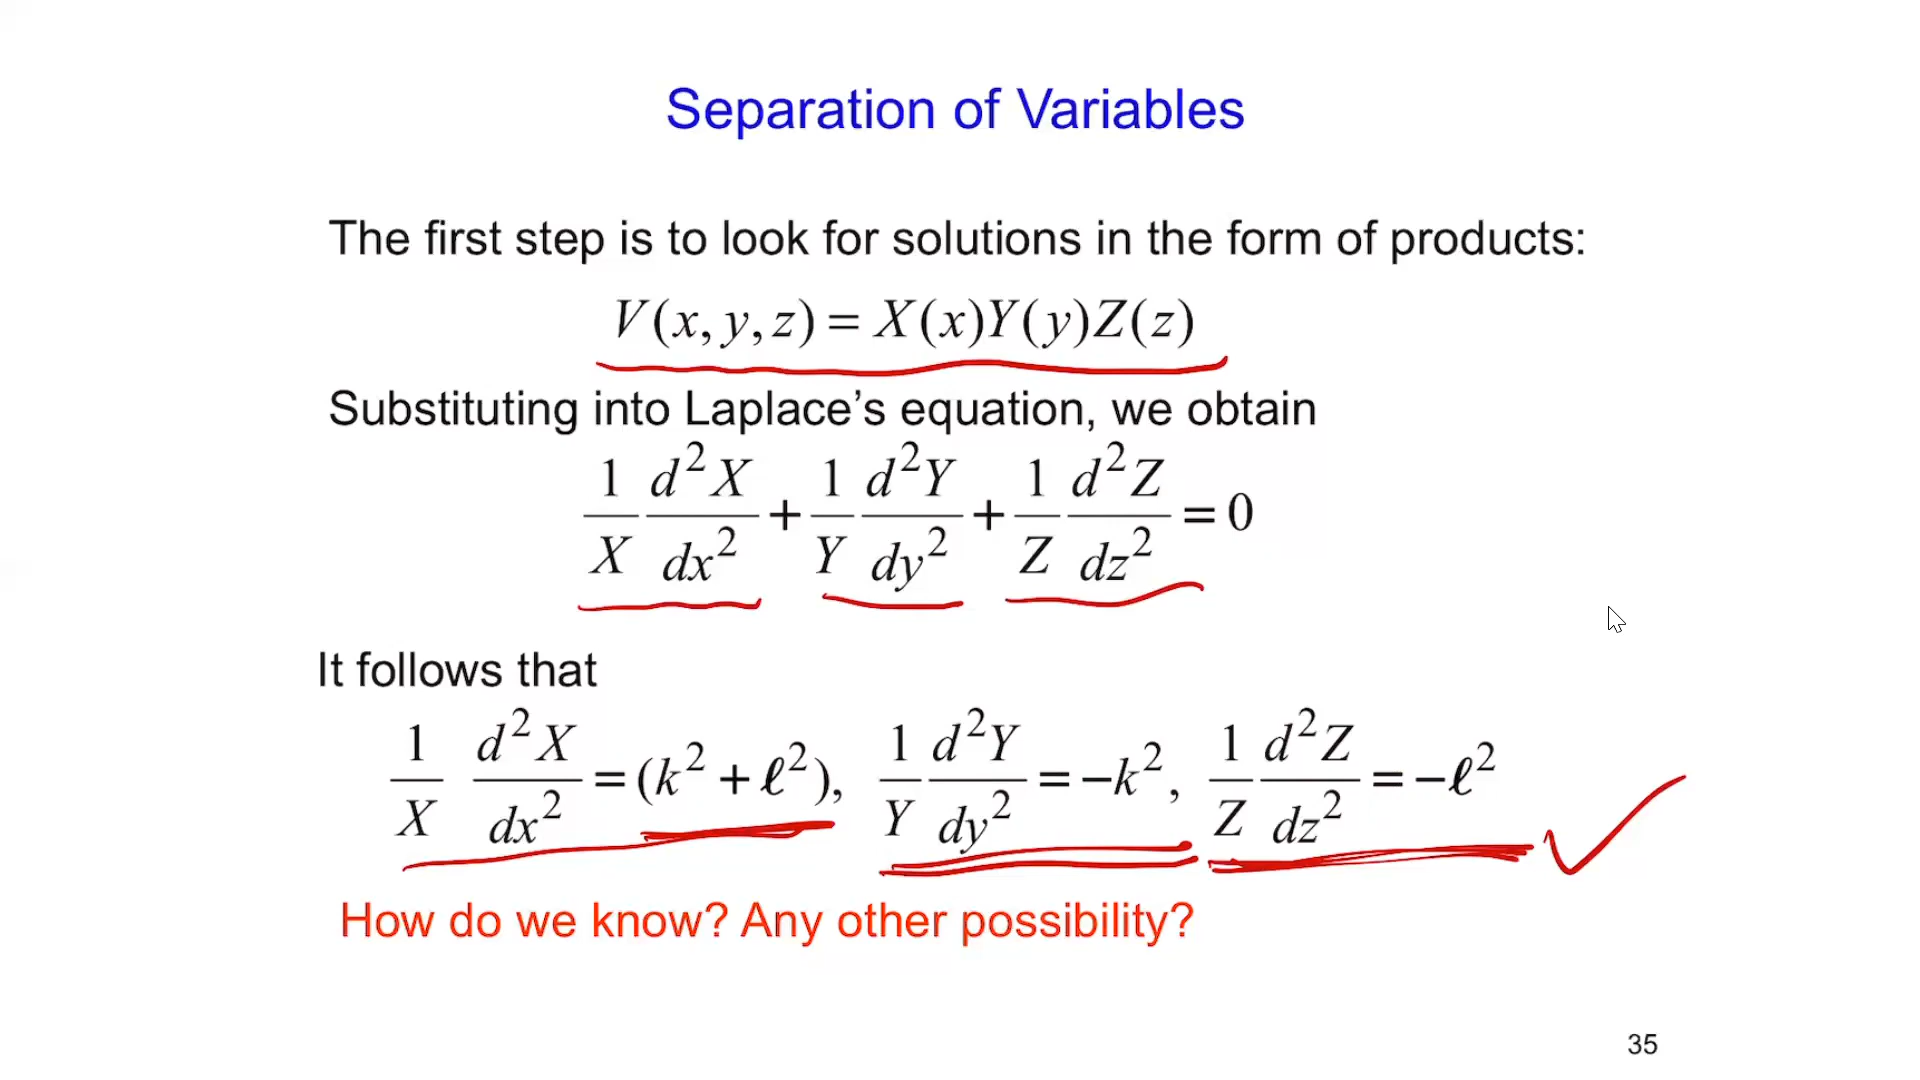 Separation of Variables
The first step is to look for solutions in the form of products:
V(x, y, z) = X(x)Y(y)Z(z)
Substituting into Laplace’s equation, we obtain
1/X d²X/dx² + 1/Y d²Y/dy² + 1/Z d²Z/dz² = 0
It follows that
1/X d²X/dx² = (k² + ℓ²), 1/Y d²Y/dy² = −k², 1/Z d²Z/dz² = −ℓ²
How do we know? Any other possibility?
35